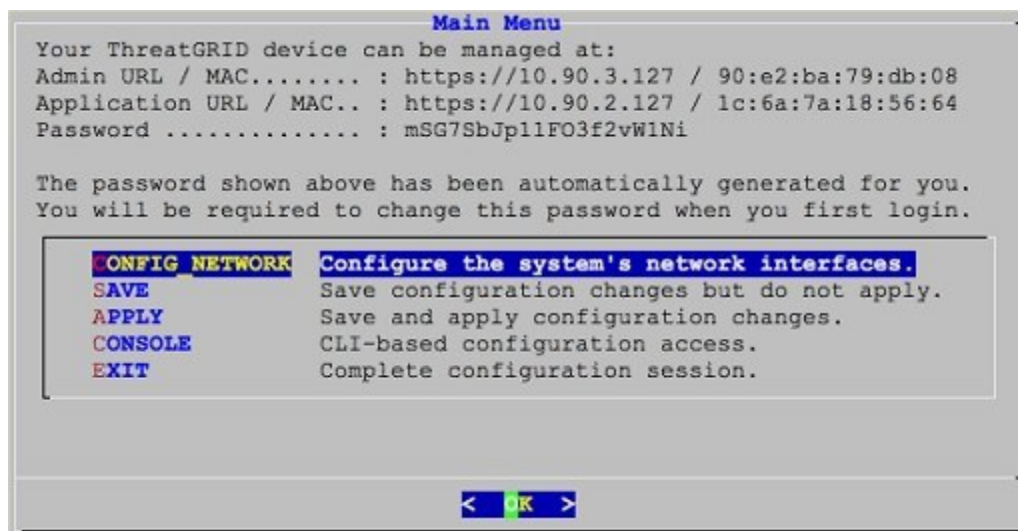 Main Menu
Your ThreatGRID device can be managed at:
Admin URL / MAC........ : https://10.90.3.127 / 90:e2:ba:79:db:08
Application URL / MAC.. : https://10.90.2.127 / 1c:6a:7a:18:56:64
Password .............. : mSG7SbJp11FO3f2vW1Ni
The password shown above has been automatically generated for you.
You will be required to change this password when you first login.
CONFIG_NETWORK Configure the system's network interfaces.
SAVE Save configuration changes but do not apply.
APPLY Save and apply configuration changes.
CONSOLE CLI-based configuration access.
EXIT Complete configuration session.
< OK >